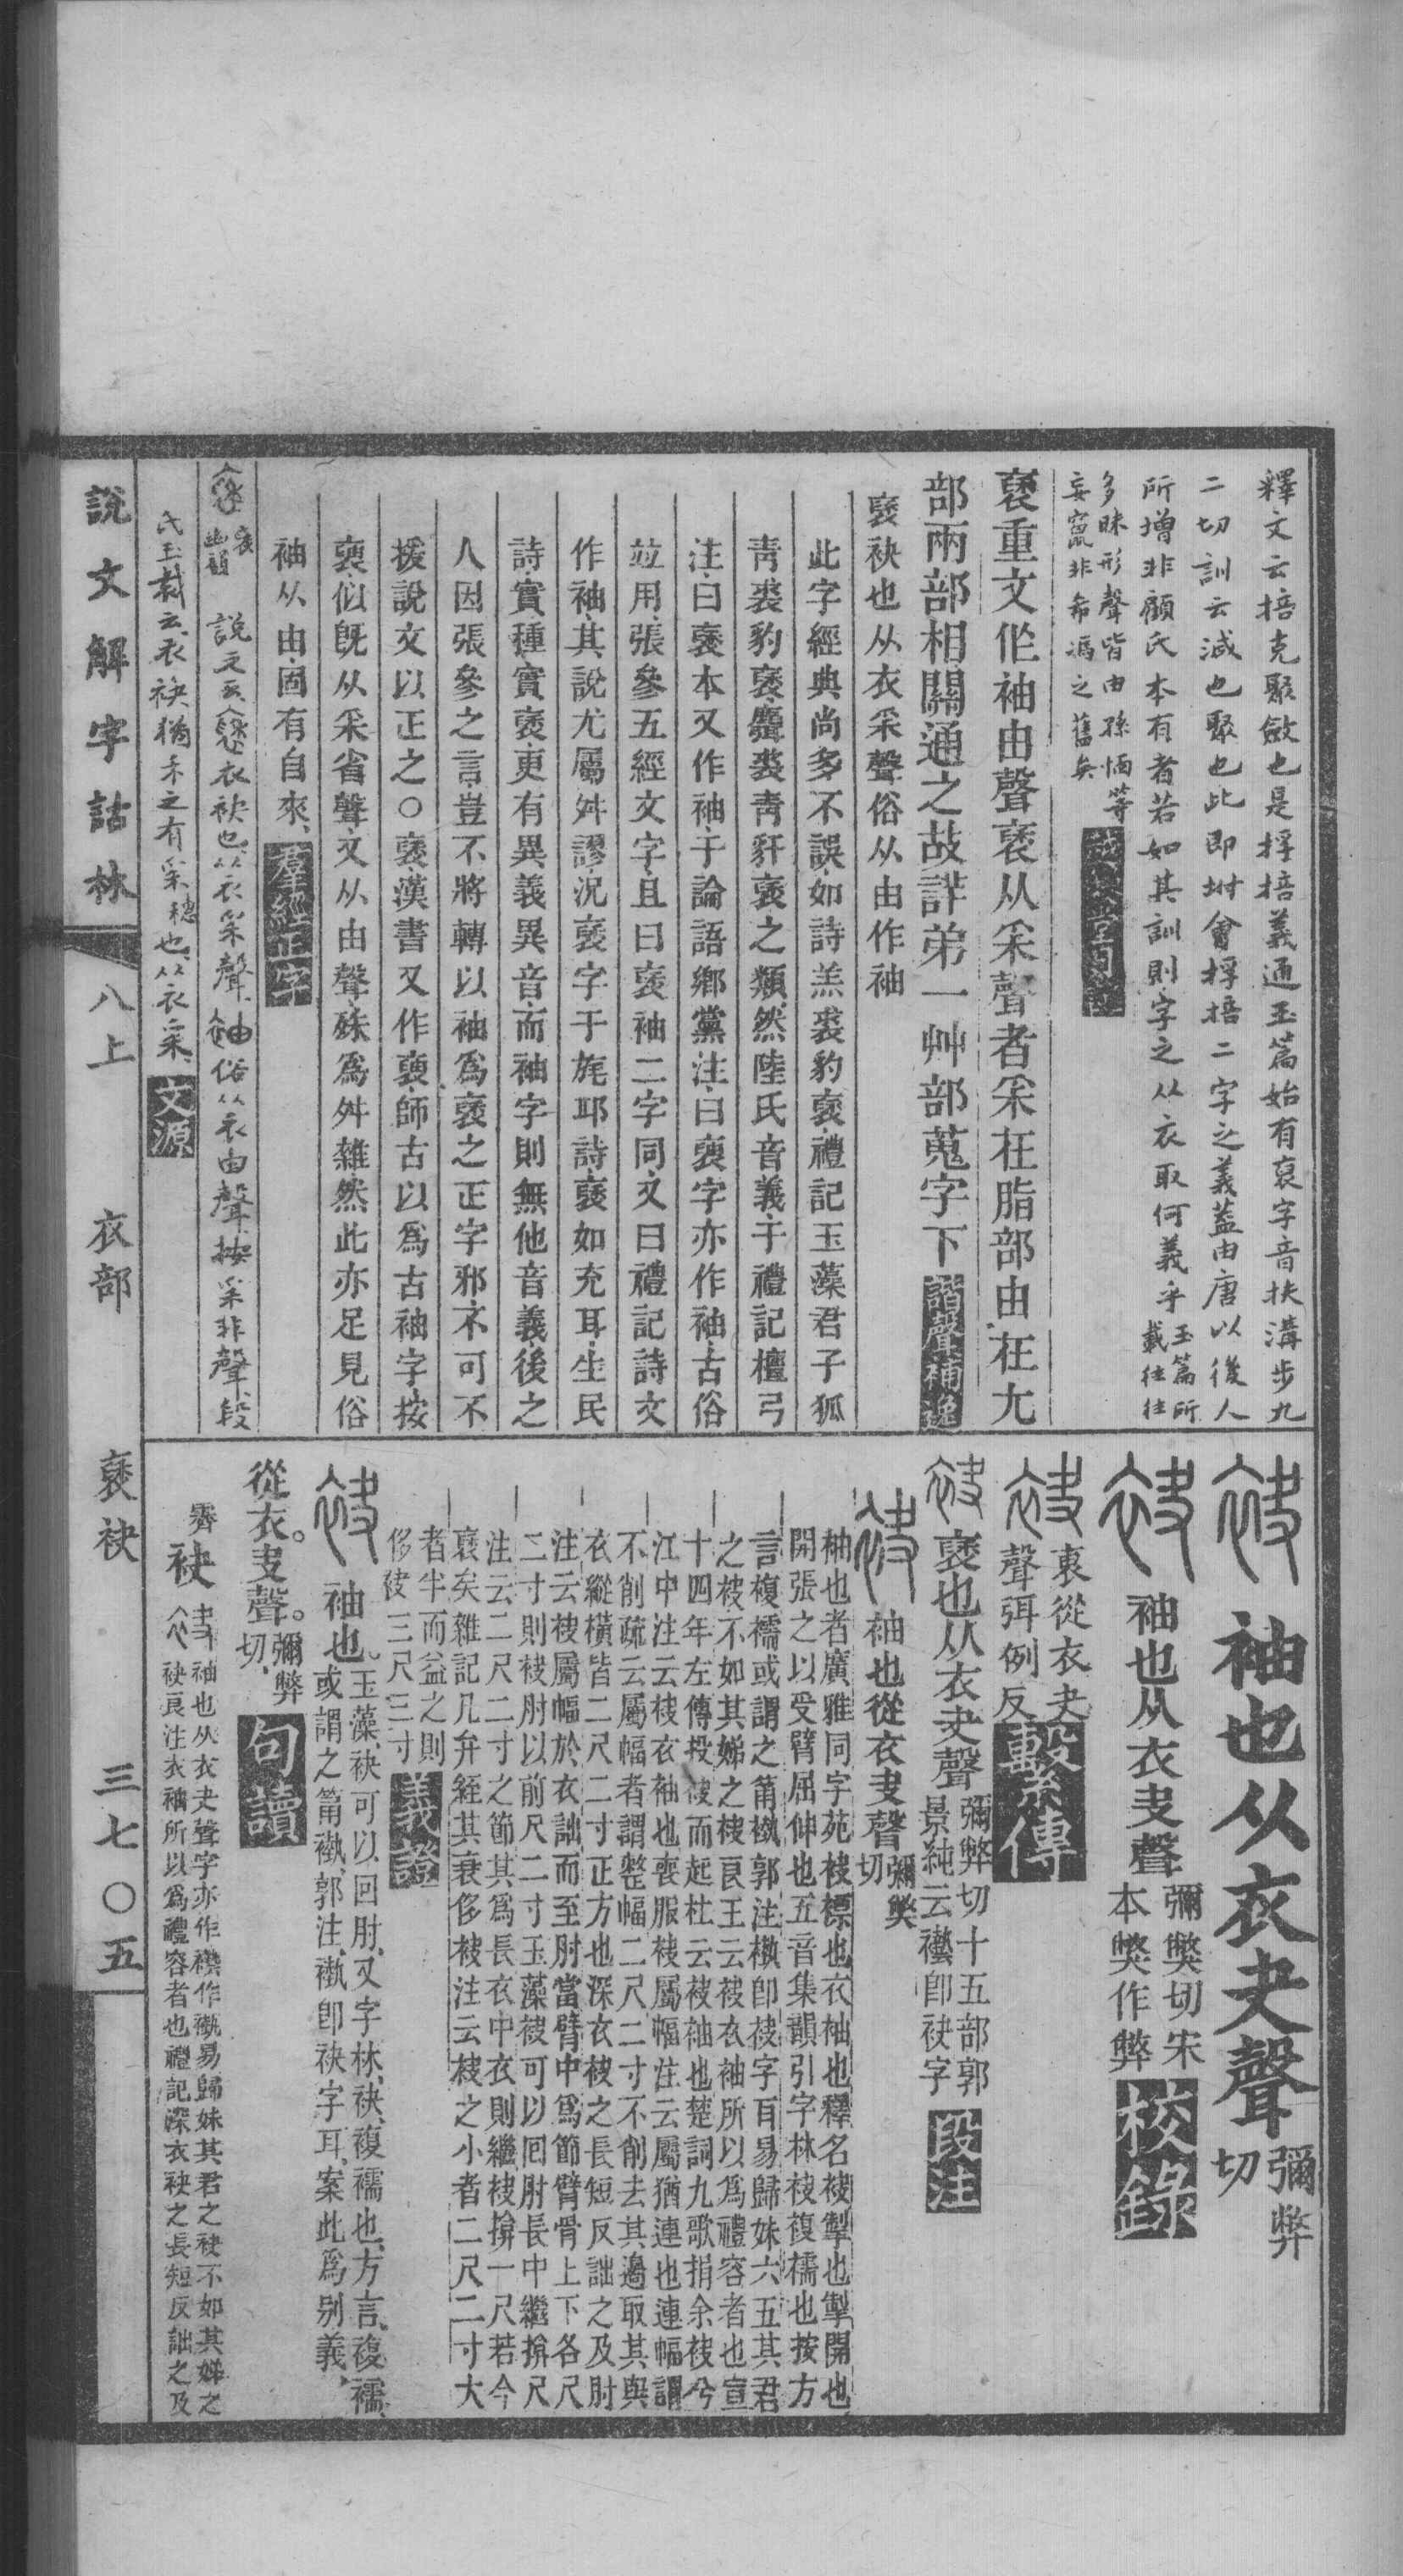 釋文云掊克聚斂也是捊掊義通玉篇始有裒字音扶溝步九
二切訓云減也聚也此即坿會捊掊二字之義葢由唐以後人
所增非顧氏本有者若如其訓則字之从衣取何義乎玉篇所
載往往
多昧形聲皆由孫愐等
妄竄非希馮之舊矣
褎重文作袖由聲褎从采聲者采在脂部由在尤
部兩部相關通之故詳弟一艸部蒐字下諧聲補逸
褎袂也从衣采聲俗从由作袖
此字經典尚多不誤如詩羔裘豹褎禮記玉藻君子狐
青裘豹褎麛裘青豻褎之類然陸氏音義于禮記檀弓
注曰褎本又作袖于論語鄉黨注曰褎字亦作袖古俗
竝用張參五經文字且曰褎袖二字同又曰禮記詩文
作袖其說尤屬舛謬況褎字于旄邱詩褎如充耳生民
詩實種實褎更有異義異音而袖字則無他音義後之
人因張參之言豈不將轉以袖爲褎之正字邪不可不
援說文以正之○褎漢書又作褏師古以爲古袖字按
褏似旣从采省聲文从由聲殊爲舛雜然此亦足見俗
袖从由固有自來羣經正字
褎
幽韻
說文云褎衣袂也从衣采聲袖俗从衣由聲按采非聲段
氏玉裁云衣袂猶禾之有采穗也从衣采文源
袖也从衣夬聲彌弊
切
袖也从衣夬聲彌獘切宋
本獘作弊校錄
褎從衣夬
聲弭例反繫傳
褎也从衣夬聲彌弊切十五部郭
景純云䙪卽袂字段注
袖也從衣夬聲彌獘
切
袖也者廣雅同字苑袂標也衣袖也釋名袂掣也掣開也
開張之以受臂屈伸也五音集韻引字林袂複襦也按方
言複襦或謂之筩褹郭注褹卽袂字百易歸妹六五其君
之袂不如其娣之袂良王云袂衣袖所以爲禮容者也宣
十四年左傳投袂而起杜云袂袖也楚詞九歌捐余袂兮
江中注云袂衣袖也喪服袂屬幅注云屬猶連也連幅謂
不削疏云屬幅者謂整幅二尺二寸不削去其邊取其與
衣縱橫皆二尺二寸正方也深衣袂之長短反詘之及肘
注云袂屬幅於衣詘而至肘當臂中爲節臂骨上下各尺
二寸則袂肘以前尺二寸玉藻袂可以回肘長中繼揜尺
注云二尺二寸之節其爲長衣中衣則繼袂揜一尺若今
褎矣雜記凡弁絰其衰侈袂注云袂之小者二尺二寸大
者半而益之則
侈袂三尺三寸義證
袖也。玉藻、袂可以回肘、又字林、袂、複襦也、方言、複襦、
或謂之筩褹、郭注、褹卽袂字耳、案此爲別義、
從衣。夬聲。彌弊
切、句讀
霽 袂 袖也从衣夬聲字亦作襼作褹易歸妹其君之袂不如其娣之
袂良注衣袖所以爲禮容者也禮記深衣袂之長短反詘之及
說文解字詁林 八上 衣部 褎袂 三七〇五